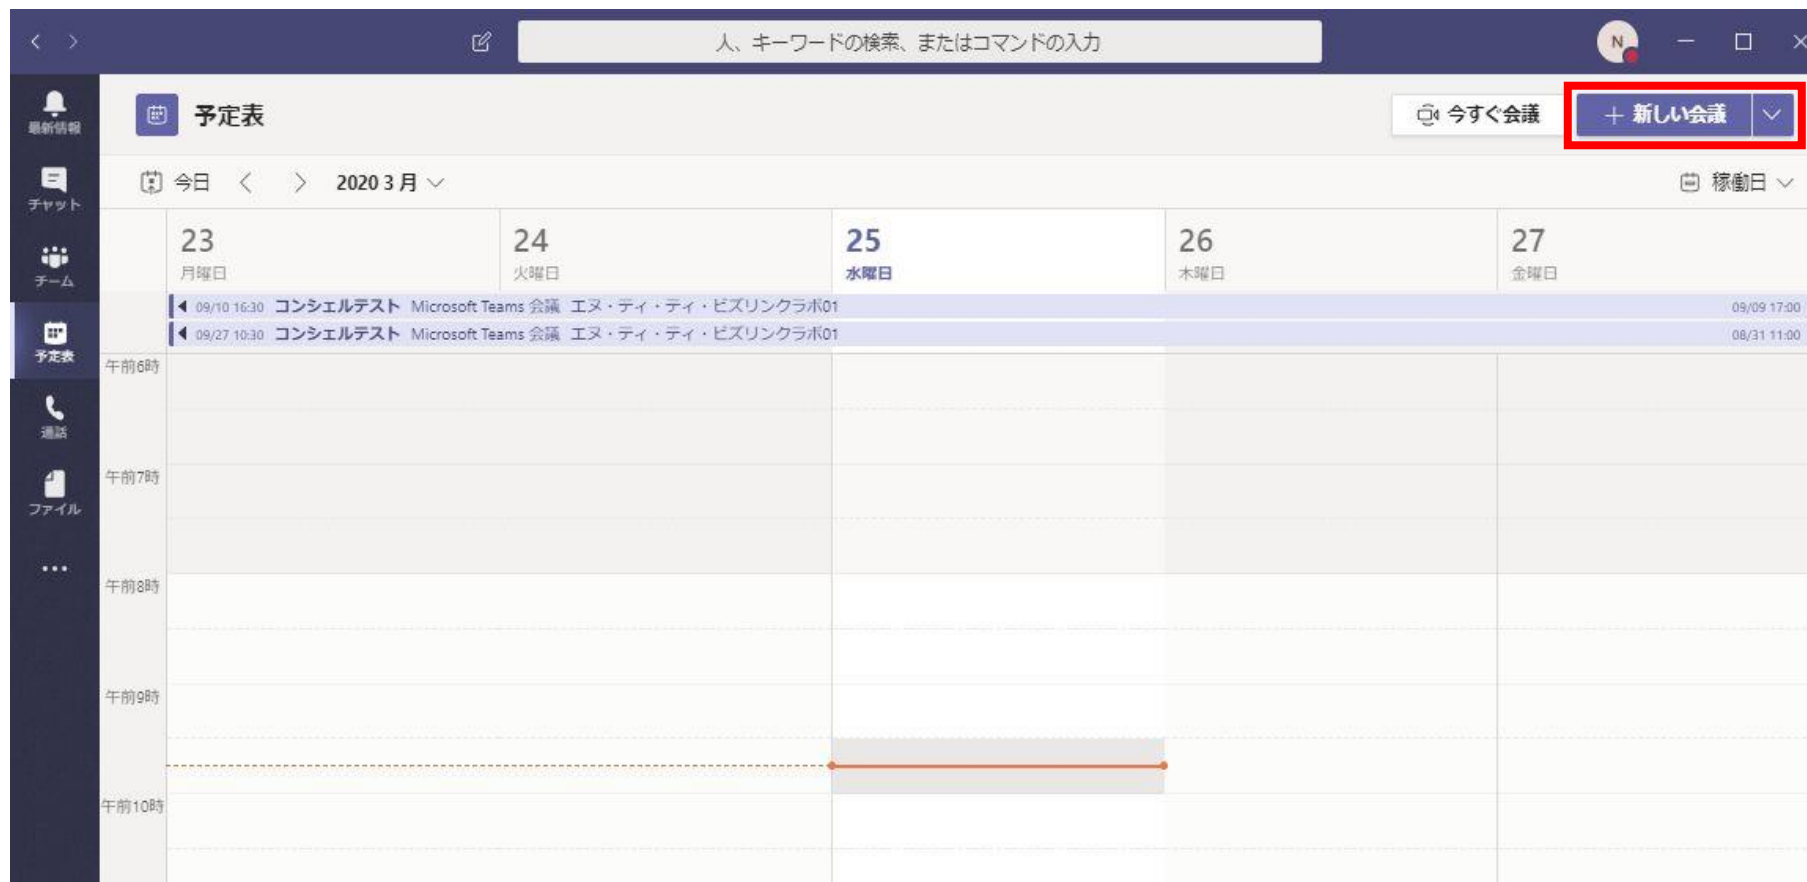 人、キーワードの検索、またはコマンドの入力
N
最新情報
チャット
チーム
予定表
通話
ファイル
予定表
今すぐ会議
+ 新しい会議
今日
2020 3 月
稼働日
23
月曜日
24
火曜日
25
水曜日
26
木曜日
27
金曜日
09/10 16:30 コンシェルテスト Microsoft Teams 会議 エヌ・ティ・ティ・ビズリンクラボ01 09/09 17:00
09/27 10:30 コンシェルテスト Microsoft Teams 会議 エヌ・ティ・ティ・ビズリンクラボ01 08/31 11:00
午前6時
午前7時
午前8時
午前9時
午前10時